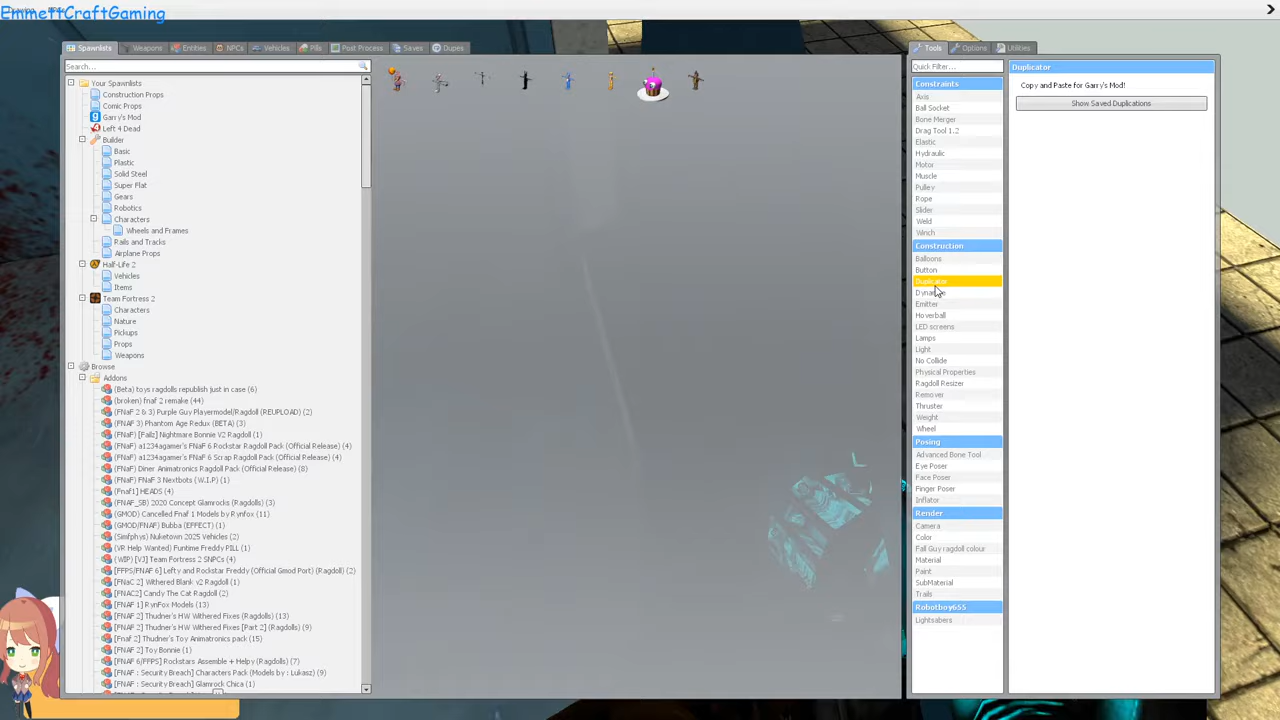 EmmettCraftGaming
Spawnlists
Weapons
Entities
NPCs
Vehicles
Pills
Post Process
Saves
Dupes
Search...
Your Spawnlists
Construction Props
Comic Props
Garry's Mod
Left 4 Dead
Builder
Basic
Plastic
Solid Steel
Super Flat
Gears
Robotics
Characters
Wheels and Frames
Rails and Tracks
Airplane Props
Half-Life 2
Vehicles
Items
Team Fortress 2
Characters
Nature
Pickups
Props
Weapons
Browse
Addons
(Beta) toys ragdolls republish just in case (6)
(broken) fnaf 2 remake (44)
(FNaF 2 & 3) Purple Guy Playermodel/Ragdoll (REUPLOAD) (2)
(FNAF 3) Phantom Age Redux (BETA) (3)
(FNaF) [Failz] Nightmare Bonnie V2 Ragdoll (1)
(FNaF) a1234agamer's FNaF 6 Rockstar Ragdoll Pack (Official Release) (4)
(FNaF) a1234agamer's FNaF 6 Scrap Ragdoll Pack (Official Release) (4)
(FNaF) Diner Animatronics Ragdoll Pack (Official Release) (8)
(FNaF) FNaF 3 Nextbots (W.I.P) (1)
(Fnaf1) HEADS (4)
(FNAF_SB) 2020 Concept Glamrocks (Ragdolls) (3)
(GMOD) Cancelled Fnaf 1 Models by Rynfox (11)
(GMOD/FNAF) Bubba (EFFECT) (1)
(Simfphys) Nuketown 2025 Vehicles (2)
(VR Help Wanted) Funtime Freddy PILL (1)
(WIP) [VJ] Team Fortress 2 SNPCs (4)
[FFPS/FNAF 6] Lefty and Rockstar Freddy (Official Gmod Port) (Ragdoll) (2)
[FNaC 2] Withered Blank v2 Ragdoll (1)
[FNAC2] Candy The Cat Ragdoll (2)
[FNAF 1] RynFox Models (13)
[FNAF 2] Thudner's HW Withered Fixes (Ragdolls) (13)
[FNAF 2] Thudner's HW Withered Fixes [Part 2] (Ragdolls) (9)
[Fnaf 2] Thudner's Toy Animatronics pack (15)
[FNAF 2] Toy Bonnie (1)
[FNAF 6/FFPS] Rockstars Assemble + Helpy (Ragdolls) (7)
[FNAF : Security Breach] Characters Pack (Models by : Lukasz) (9)
[FNAF : Security Breach] Glamrock Chica (1)
Tools
Options
Utilities
Quick Filter...
Constraints
Axis
Ball Socket
Bone Merger
Drag Tool 1.2
Elastic
Hydraulic
Motor
Muscle
Pulley
Rope
Slider
Weld
Winch
Construction
Balloons
Button
Duplicator
Emitter
Hoverball
LED screens
Lamps
Light
No Collide
Physical Properties
Ragdoll Resizer
Remover
Thruster
Weight
Wheel
Posing
Advanced Bone Tool
Eye Poser
Face Poser
Finger Poser
Inflator
Render
Camera
Color
Fall Guy ragdoll colour
Material
Paint
SubMaterial
Trails
Robotboy655
Lightsabers
Duplicator
Copy and Paste for Garry's Mod!
Show Saved Duplications